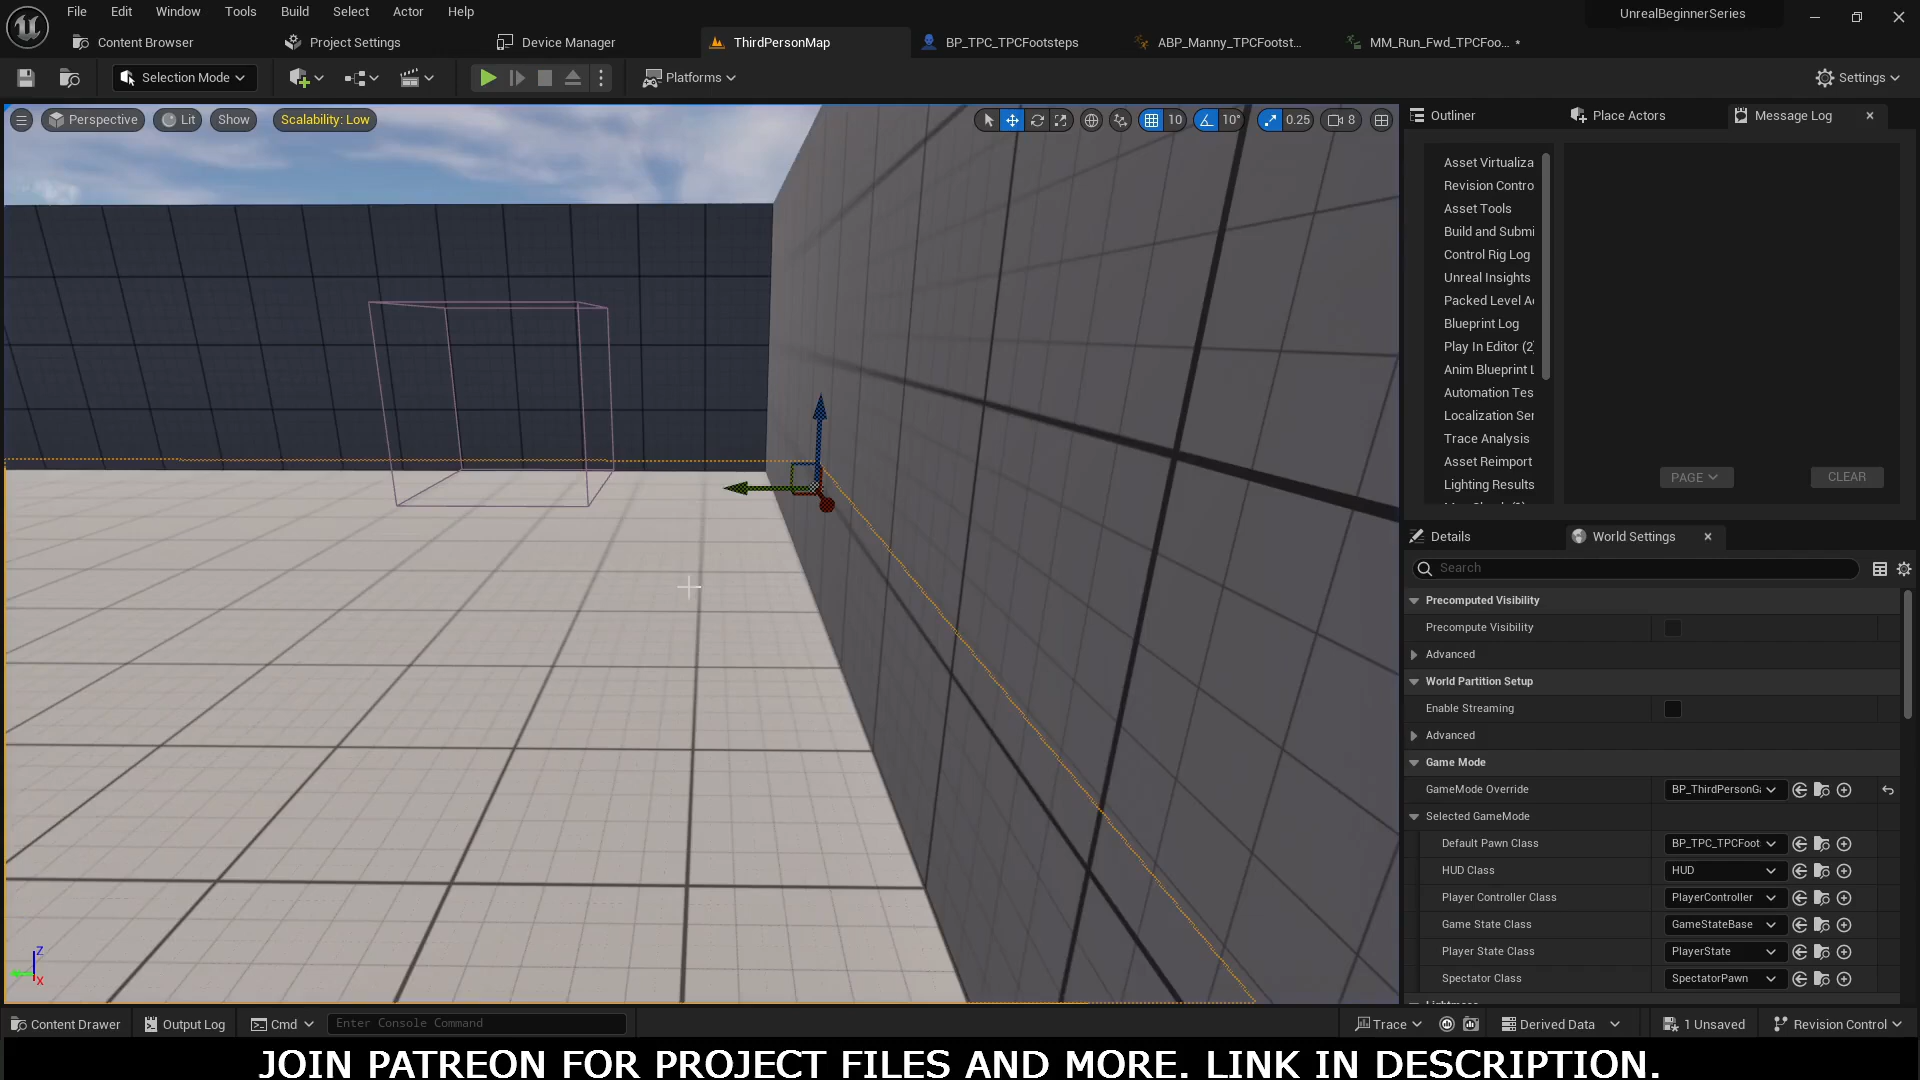 File Edit Window Tools Build Select Actor Help
UnrealBeginnerSeries
Content Browser
Project Settings
Device Manager
ThirdPersonMap
BP_TPC_TPCFootsteps
ABP_Manny_TPCFootst...
MM_Run_Fwd_TPCFoo... •
Selection Mode
Platforms
Settings
Perspective
Lit
Show
Scalability: Low
10
10°
0.25
8
Outliner
Place Actors
Message Log
Asset Virtualiza
Revision Contro
Asset Tools
Build and Submi
Control Rig Log
Unreal Insights
Packed Level A
Blueprint Log
Play In Editor (2)
Anim Blueprint L
Automation Tes
Localization Ser
Trace Analysis
Asset Reimport
Lighting Results
PAGE
CLEAR
Details
World Settings
Search
Precomputed Visibility
Precompute Visibility
Advanced
World Partition Setup
Enable Streaming
Advanced
Game Mode
GameMode Override BP_ThirdPersonGa
Selected GameMode
Default Pawn Class BP_TPC_TPCFoot
HUD Class HUD
Player Controller Class PlayerController
Game State Class GameStateBase
Player State Class PlayerState
Spectator Class SpectatorPawn
Z
X
Content Drawer
Output Log
Cmd
Enter Console Command
Trace
Derived Data
1 Unsaved
Revision Control
JOIN PATREON FOR PROJECT FILES AND MORE. LINK IN DESCRIPTION.